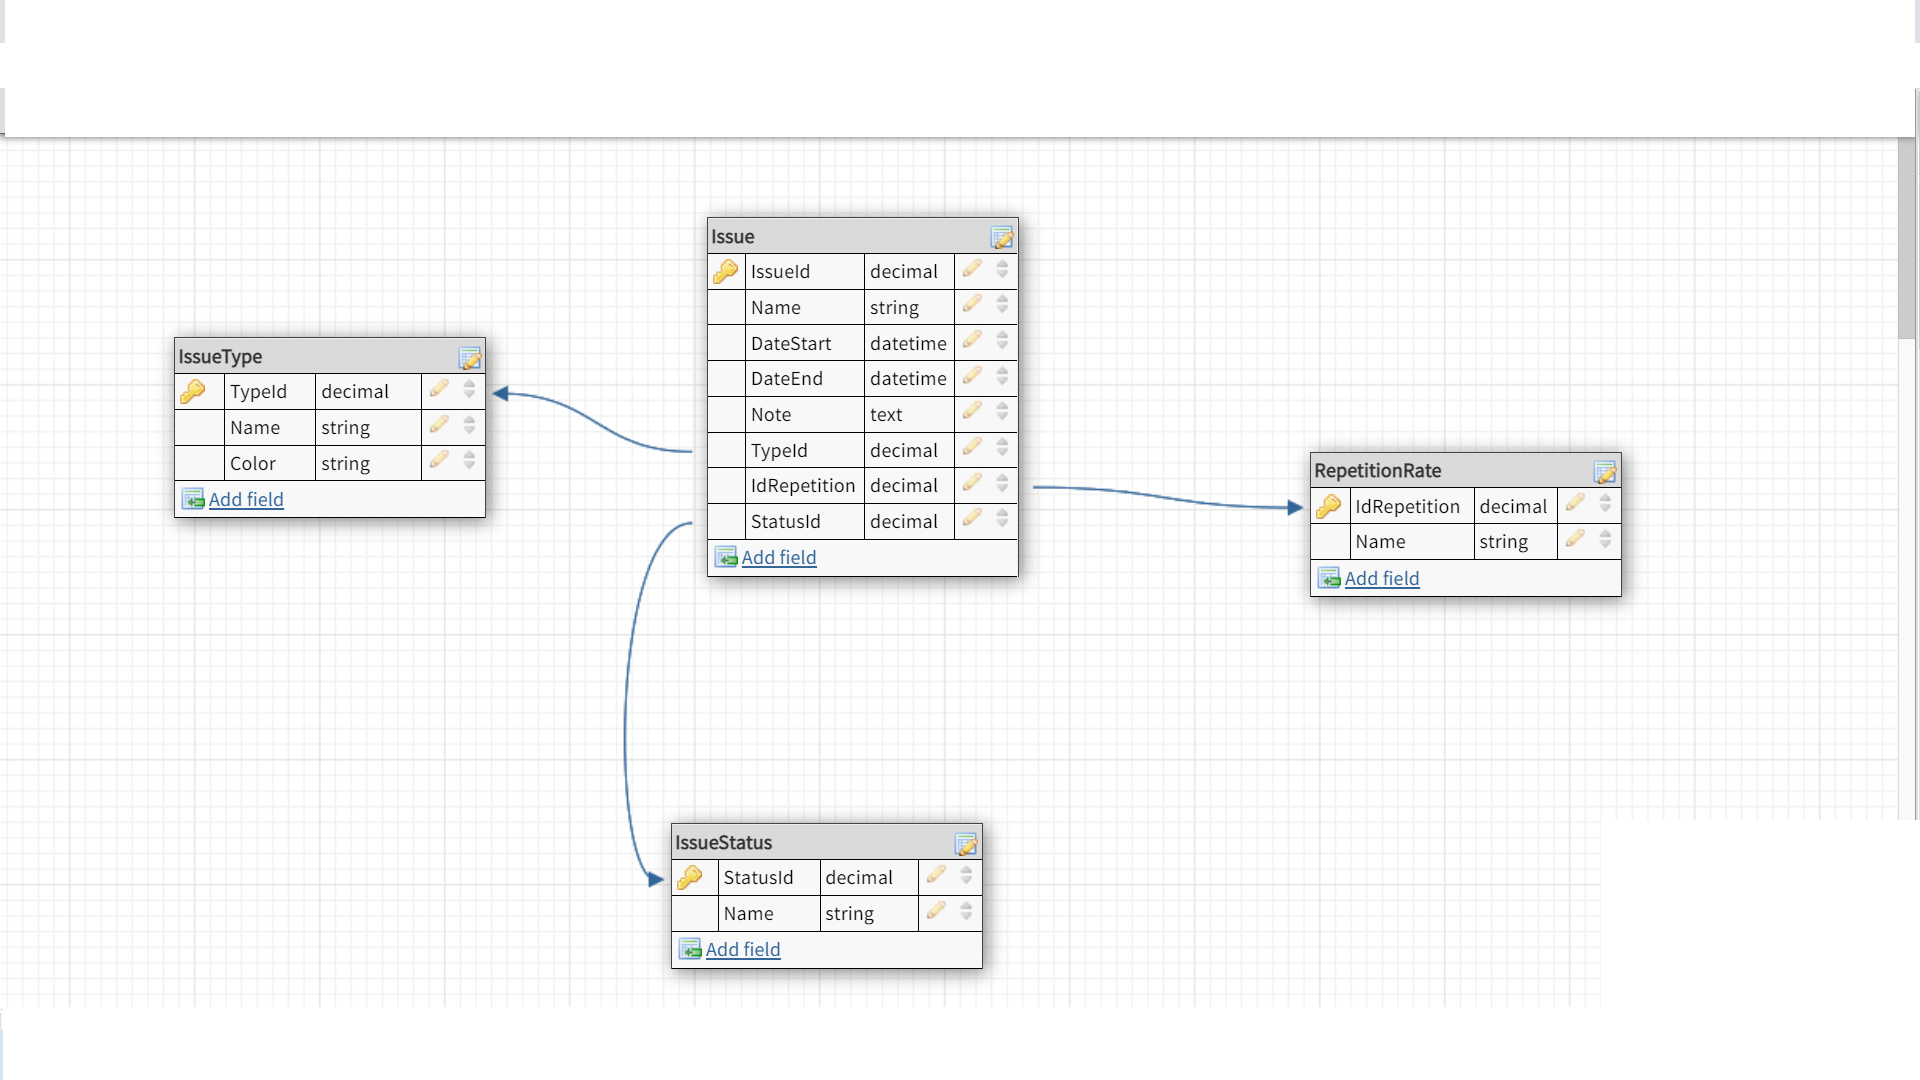 Issue
IssueId decimal
Name string
DateStart datetime
DateEnd datetime
Note text
TypeId decimal
IdRepetition decimal
StatusId decimal
Add field
IssueType
TypeId decimal
Name string
Color string
Add field
RepetitionRate
IdRepetition decimal
Name string
Add field
IssueStatus
StatusId decimal
Name string
Add field